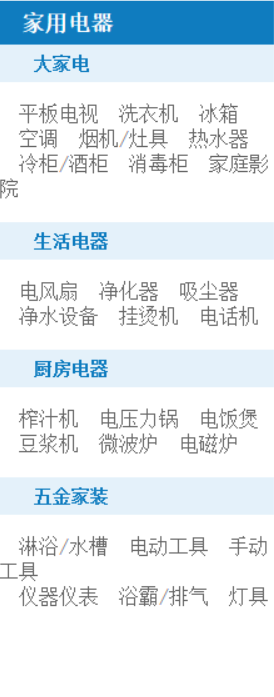 家用电器
大家电
平板电视 洗衣机 冰箱
空调 烟机/灶具 热水器
冷柜/酒柜 消毒柜 家庭影
院
生活电器
电风扇 净化器 吸尘器
净水设备 挂烫机 电话机
厨房电器
榨汁机 电压力锅 电饭煲
豆浆机 微波炉 电磁炉
五金家装
淋浴/水槽 电动工具 手动
工具
仪器仪表 浴霸/排气 灯具